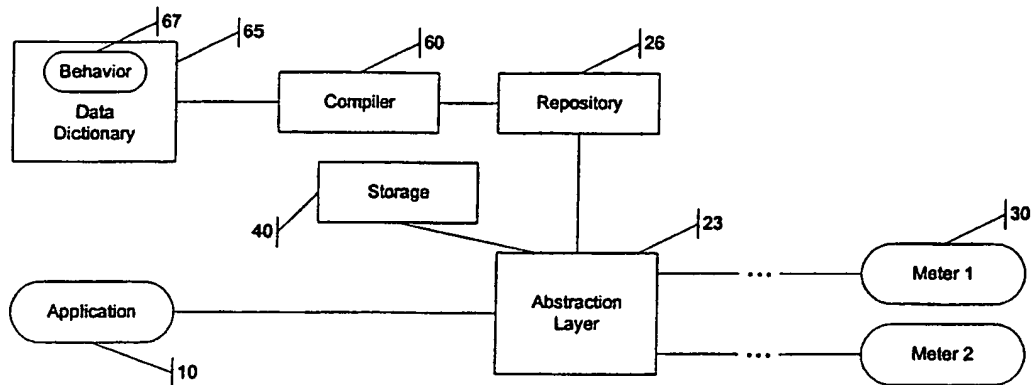 67
65
60
26
Behavior
Data
Dictionary
Compiler
Repository
Storage
40
23
30
Abstraction
Layer
Application
10
Meter 1
...
Meter 2
...